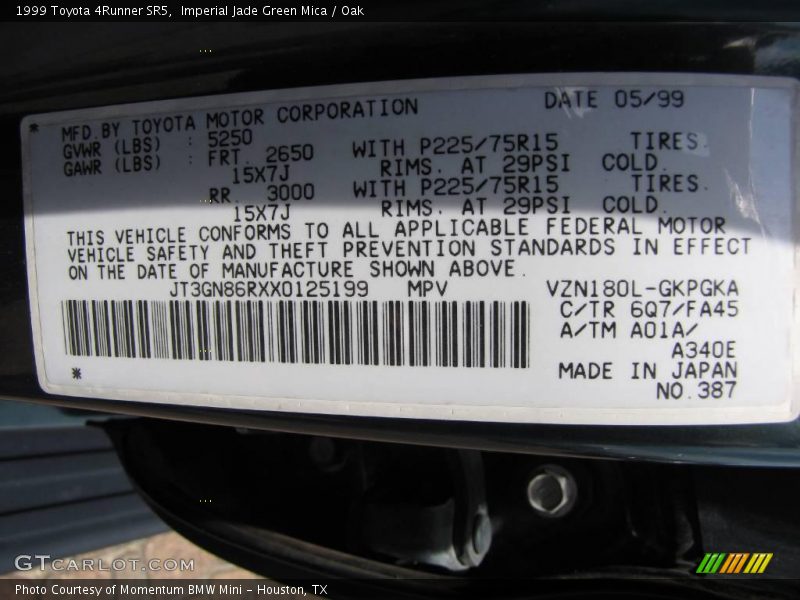 1999 Toyota 4Runner SR5,  Imperial Jade Green Mica / Oak
* MFD. BY TOYOTA MOTOR CORPORATION DATE 05/99
GVWR (LBS) : 5250
GAWR (LBS) : FRT. 2650 WITH P225/75R15 TIRES.
15X7J RIMS. AT 29PSI COLD.
RR. 3000 WITH P225/75R15 TIRES.
15X7J RIMS. AT 29PSI COLD.
THIS VEHICLE CONFORMS TO ALL APPLICABLE FEDERAL MOTOR
VEHICLE SAFETY AND THEFT PREVENTION STANDARDS IN EFFECT
ON THE DATE OF MANUFACTURE SHOWN ABOVE.
JT3GN86RXX0125199 MPV VZN180L-GKPGKA
C/TR 6Q7/FA45
A/TM A01A/
A340E
* MADE IN JAPAN
NO.387
GTCARLOT.COM
Photo Courtesy of Momentum BMW Mini - Houston, TX